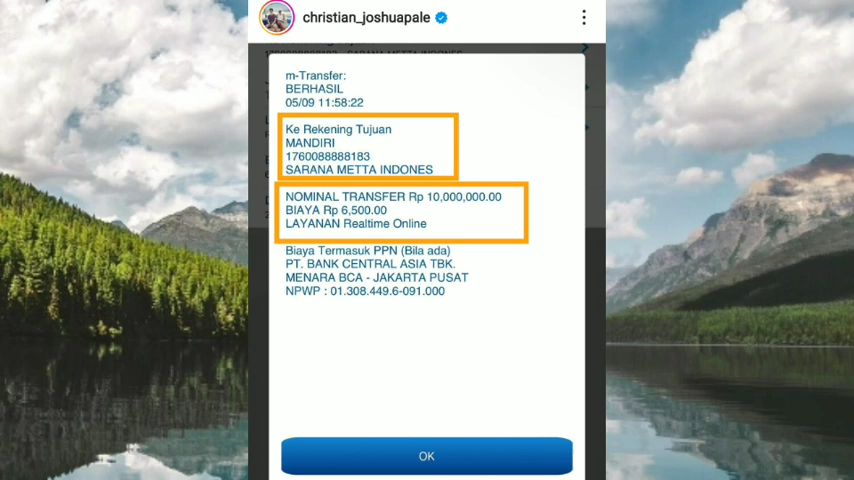 christian_joshuapale
m-Transfer:
BERHASIL
05/09 11:58:22
Ke Rekening Tujuan
MANDIRI
1760088888183
SARANA METTA INDONES
NOMINAL TRANSFER Rp 10,000,000.00
BIAYA Rp 6,500.00
LAYANAN Realtime Online
Biaya Termasuk PPN (Bila ada)
PT. BANK CENTRAL ASIA TBK.
MENARA BCA - JAKARTA PUSAT
NPWP : 01.308.449.6-091.000
OK